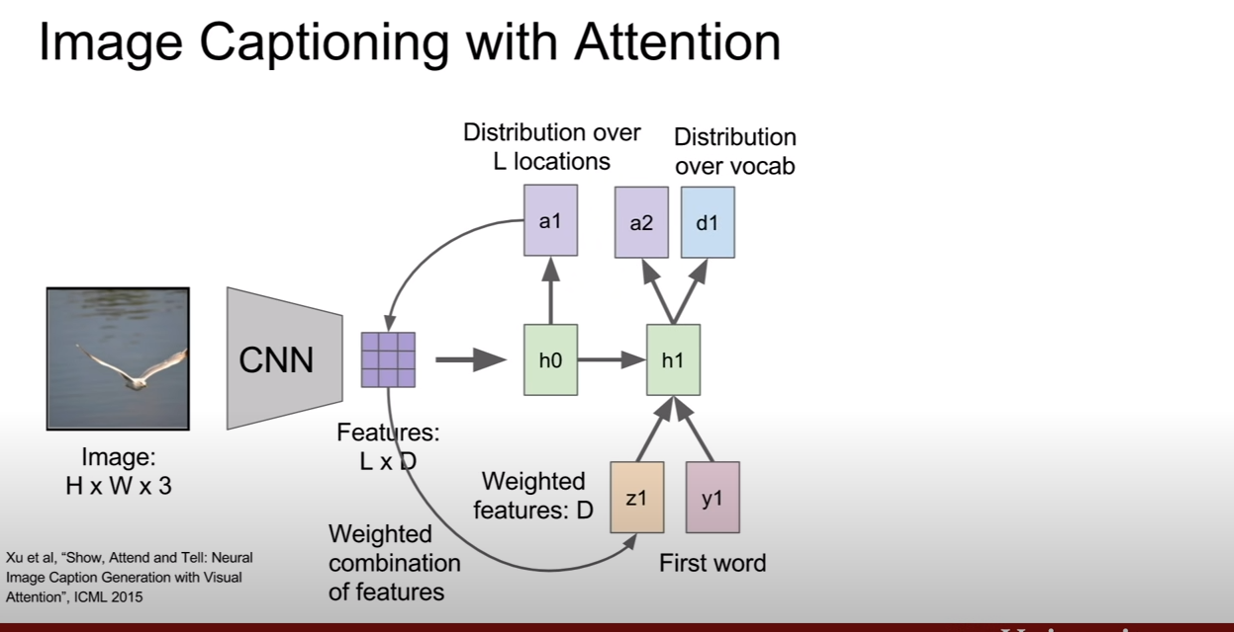 Image Captioning with Attention
Distribution over
L locations
Distribution
over vocab
a1
a2
d1
CNN
h0
h1
Features:
L x D
Image:
H x W x 3
Weighted
features: D
z1
y1
Weighted
combination
of features
First word
Xu et al, “Show, Attend and Tell: Neural
Image Caption Generation with Visual
Attention”, ICML 2015